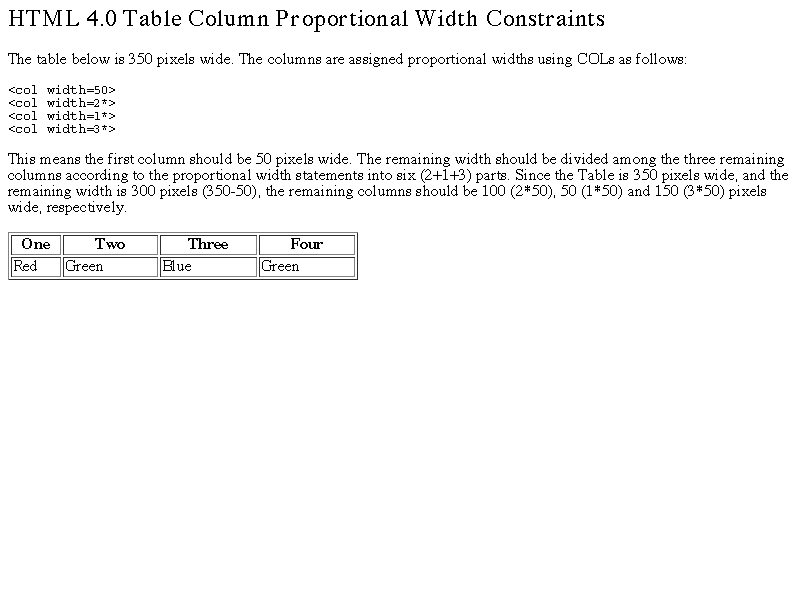 HTML 4.0 Table Column Proportional Width Constraints
The table below is 350 pixels wide. The columns are assigned proportional widths using COLs as follows:
<col width=50>
<col width=2*>
<col width=1*>
<col width=3*>
This means the first column should be 50 pixels wide. The remaining width should be divided among the three remaining
columns according to the proportional width statements into six (2+1+3) parts. Since the Table is 350 pixels wide, and the
remaining width is 300 pixels (350-50), the remaining columns should be 100 (2*50), 50 (1*50) and 150 (3*50) pixels
wide, respectively.
One Two Three Four
Red Green Blue Green